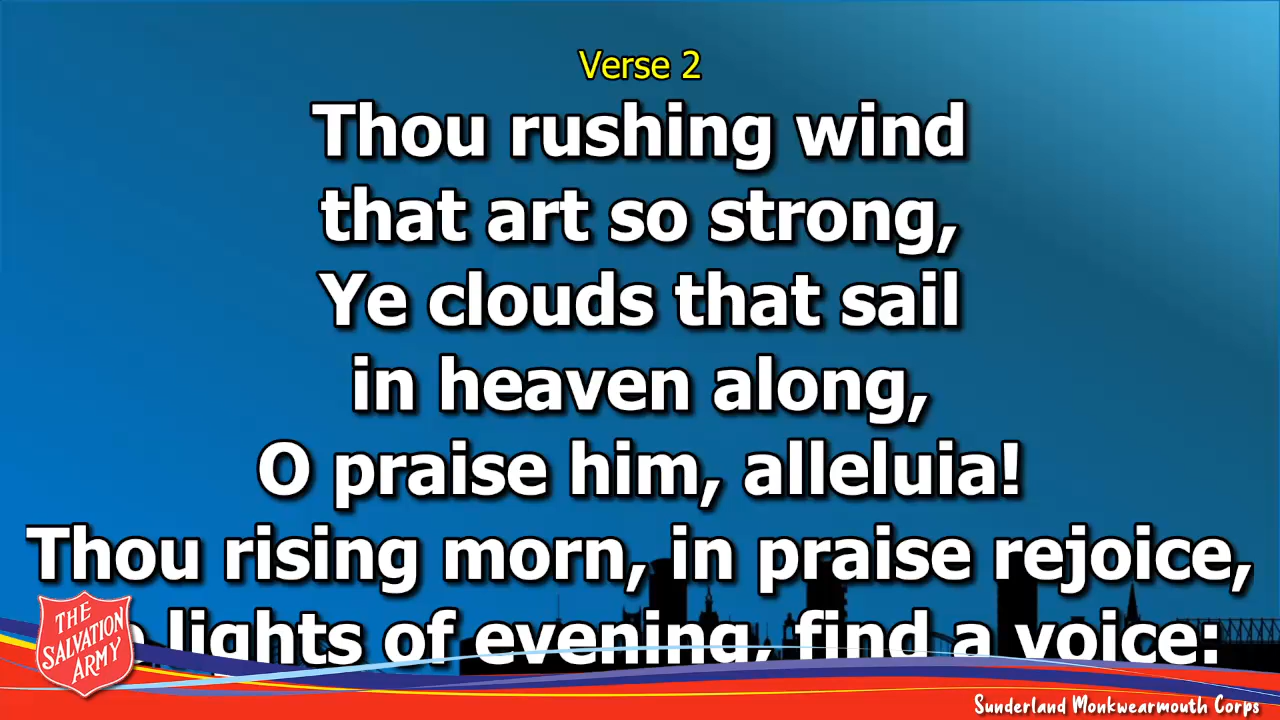 Verse 2
Thou rushing wind
that art so strong,
Ye clouds that sail
in heaven along,
O praise him, alleluia!
Thou rising morn, in praise rejoice,
lights of evening, find a voice:
THE
SALVATION
ARMY
Sunderland Monkwearmouth Corps